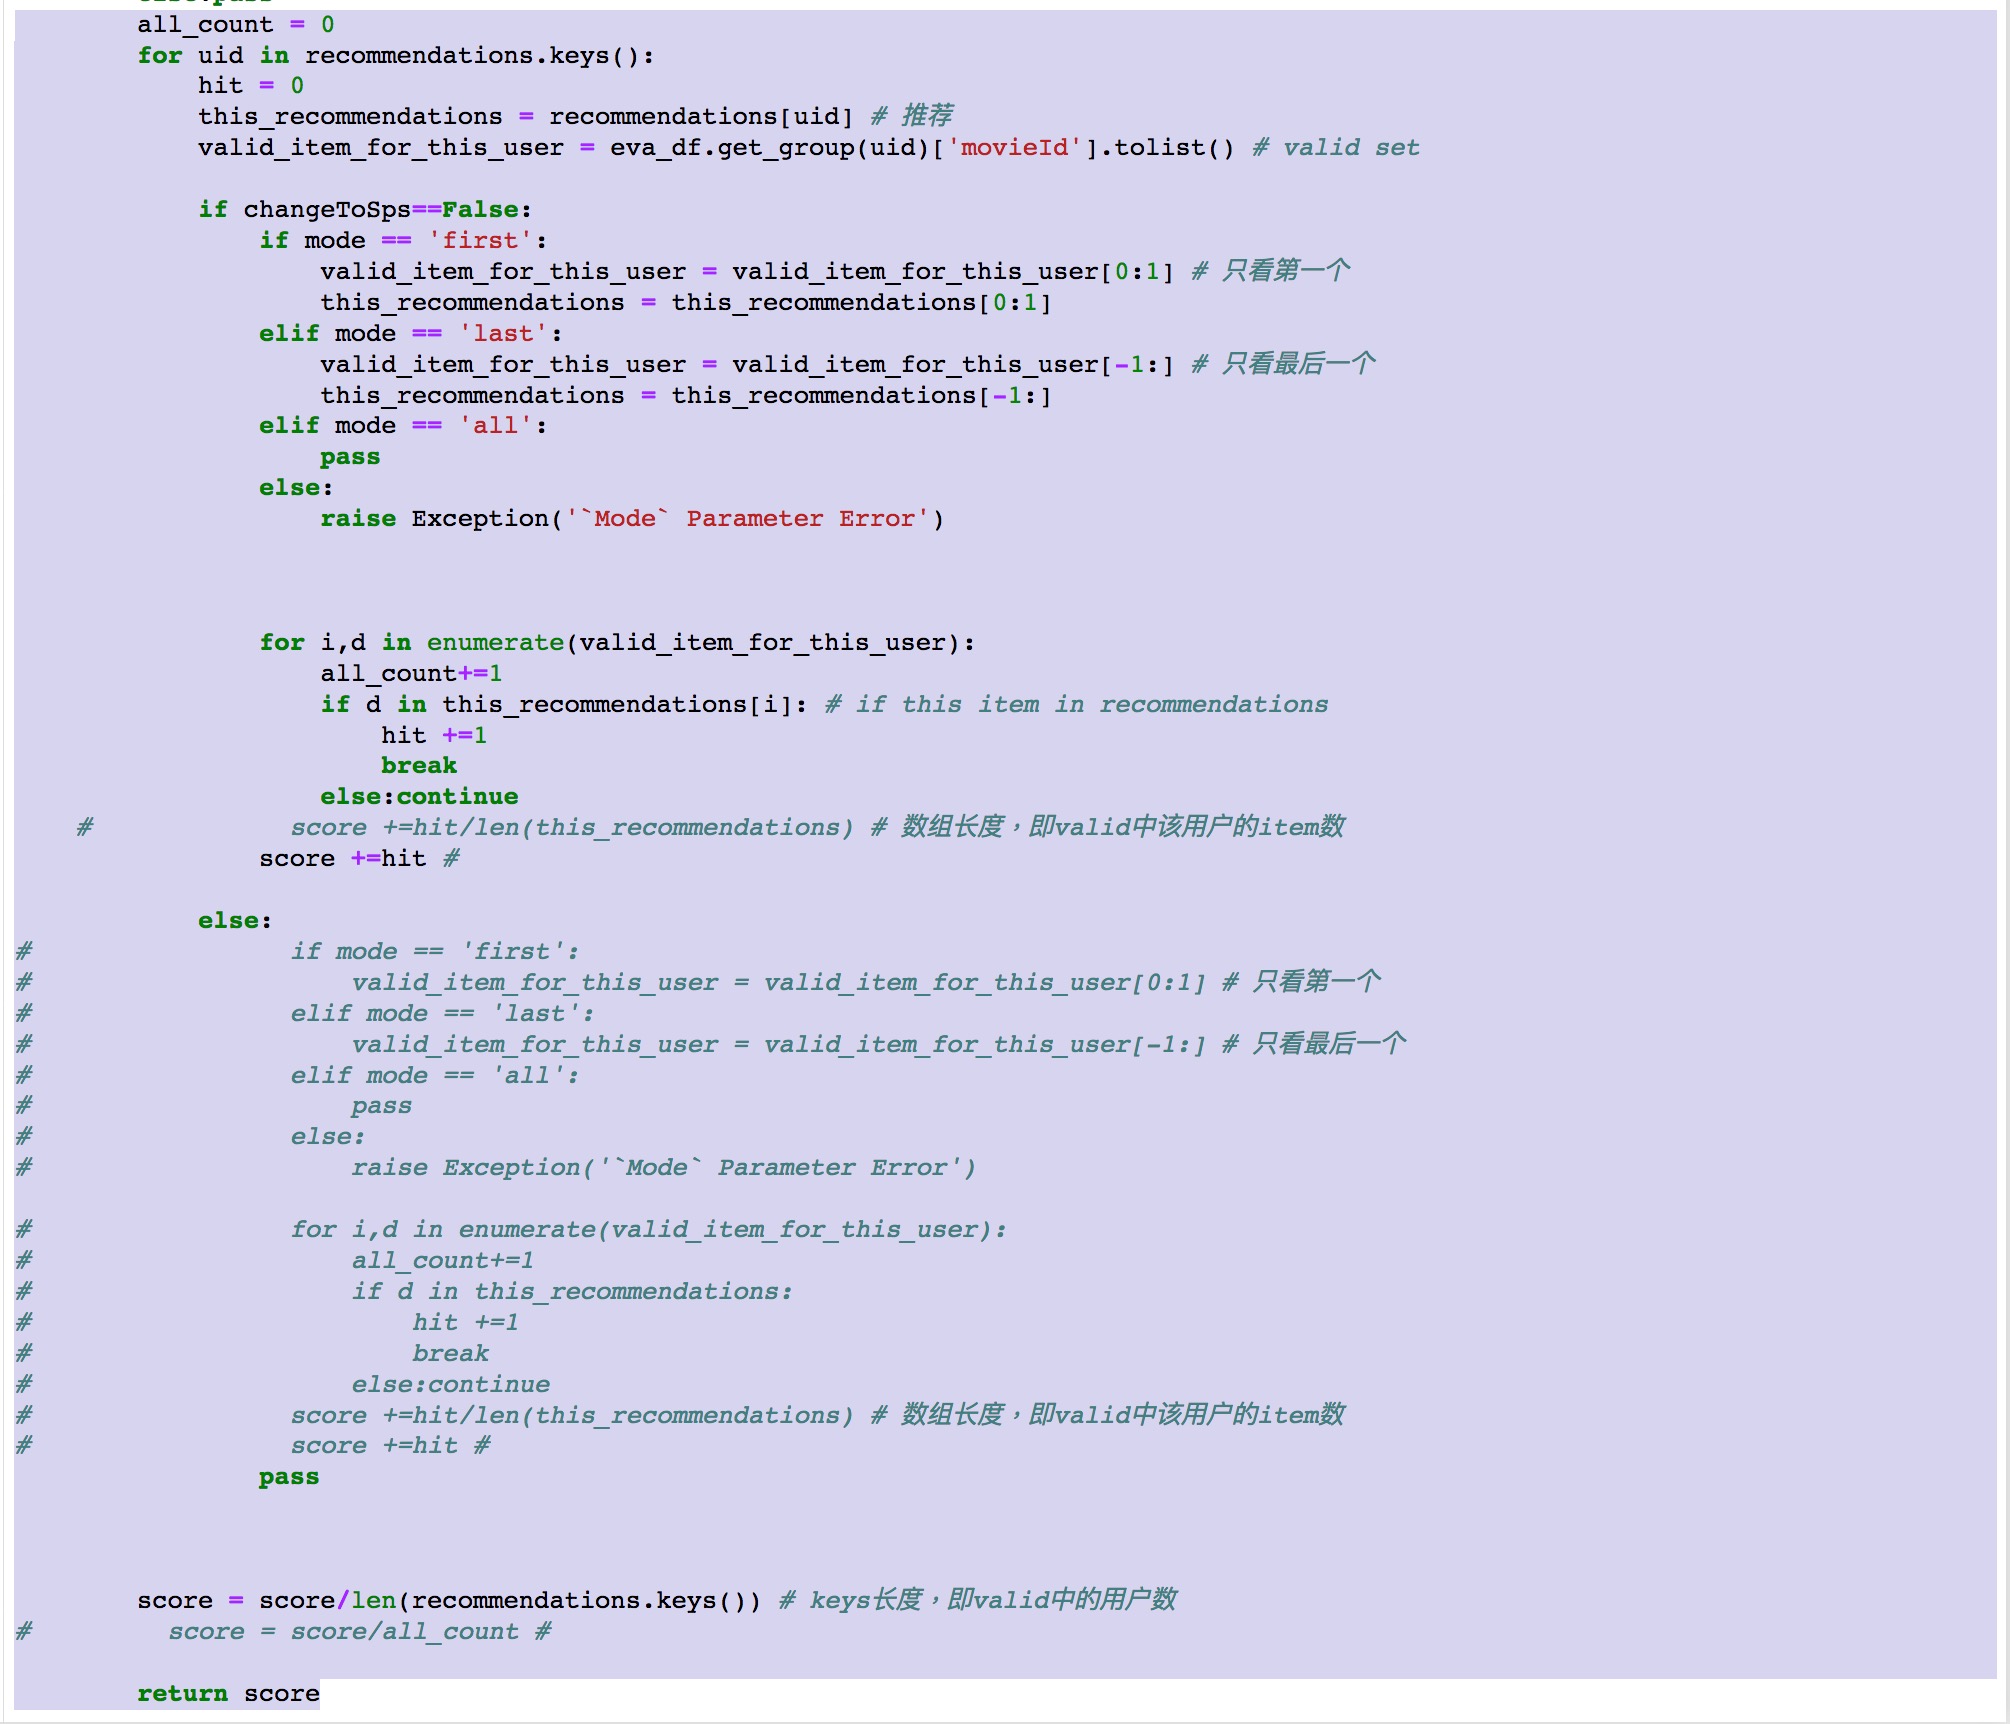 all_count = 0
for uid in recommendations.keys():
hit = 0
this_recommendations = recommendations[uid] # 推荐
valid_item_for_this_user = eva_df.get_group(uid)['movieId'].tolist() # valid set
if changeToSps==False:
if mode == 'first':
valid_item_for_this_user = valid_item_for_this_user[0:1] # 只看第一个
this_recommendations = this_recommendations[0:1]
elif mode == 'last':
valid_item_for_this_user = valid_item_for_this_user[-1:] # 只看最后一个
this_recommendations = this_recommendations[-1:]
elif mode == 'all':
pass
else:
raise Exception('`Mode` Parameter Error')
for i,d in enumerate(valid_item_for_this_user):
all_count+=1
if d in this_recommendations[i]: # if this item in recommendations
hit +=1
break
else:continue
# score +=hit/len(this_recommendations) # 数组长度，即valid中该用户的item数
score +=hit #
else:
# if mode == 'first':
# valid_item_for_this_user = valid_item_for_this_user[0:1] # 只看第一个
# elif mode == 'last':
# valid_item_for_this_user = valid_item_for_this_user[-1:] # 只看最后一个
# elif mode == 'all':
# pass
# else:
# raise Exception('`Mode` Parameter Error')
# for i,d in enumerate(valid_item_for_this_user):
# all_count+=1
# if d in this_recommendations:
# hit +=1
# break
# else:continue
# score +=hit/len(this_recommendations) # 数组长度，即valid中该用户的item数
# score +=hit #
pass
score = score/len(recommendations.keys()) # keys长度，即valid中的用户数
# score = score/all_count #
return score